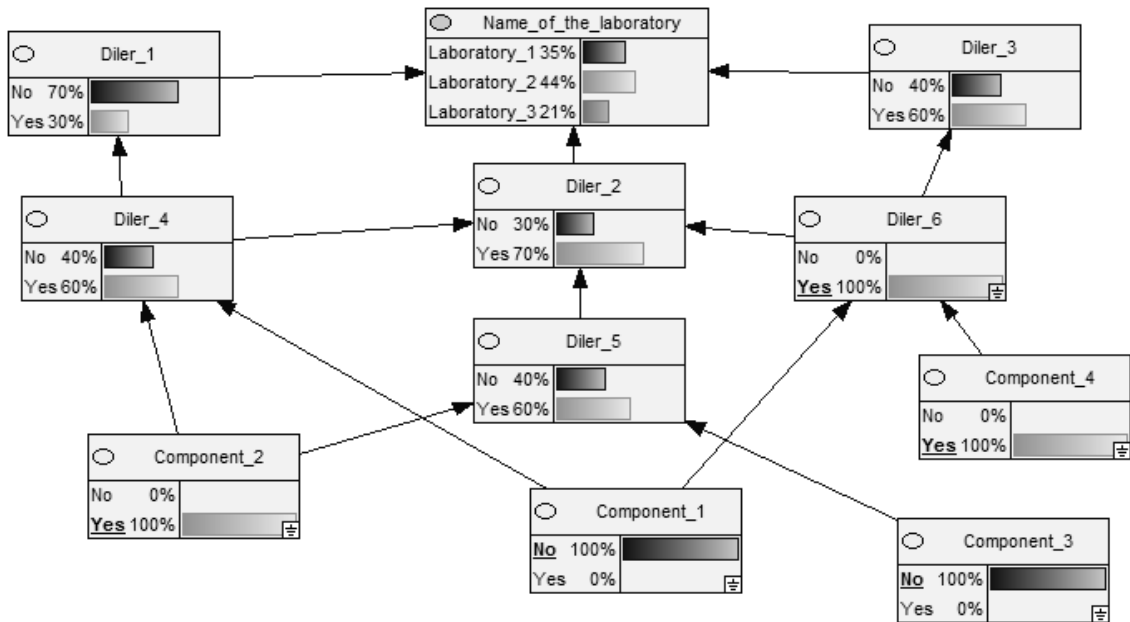 Diler_1
No 70%
Yes 30%
Name_of_the_laboratory
Laboratory_1 35%
Laboratory_2 44%
Laboratory_3 21%
Diler_3
No 40%
Yes 60%
Diler_4
No 40%
Yes 60%
Diler_2
No 30%
Yes 70%
Diler_6
No 0%
Yes 100%
Diler_5
No 40%
Yes 60%
Component_4
No 0%
Yes 100%
Component_2
No 0%
Yes 100%
Component_1
No 100%
Yes 0%
Component_3
No 100%
Yes 0%